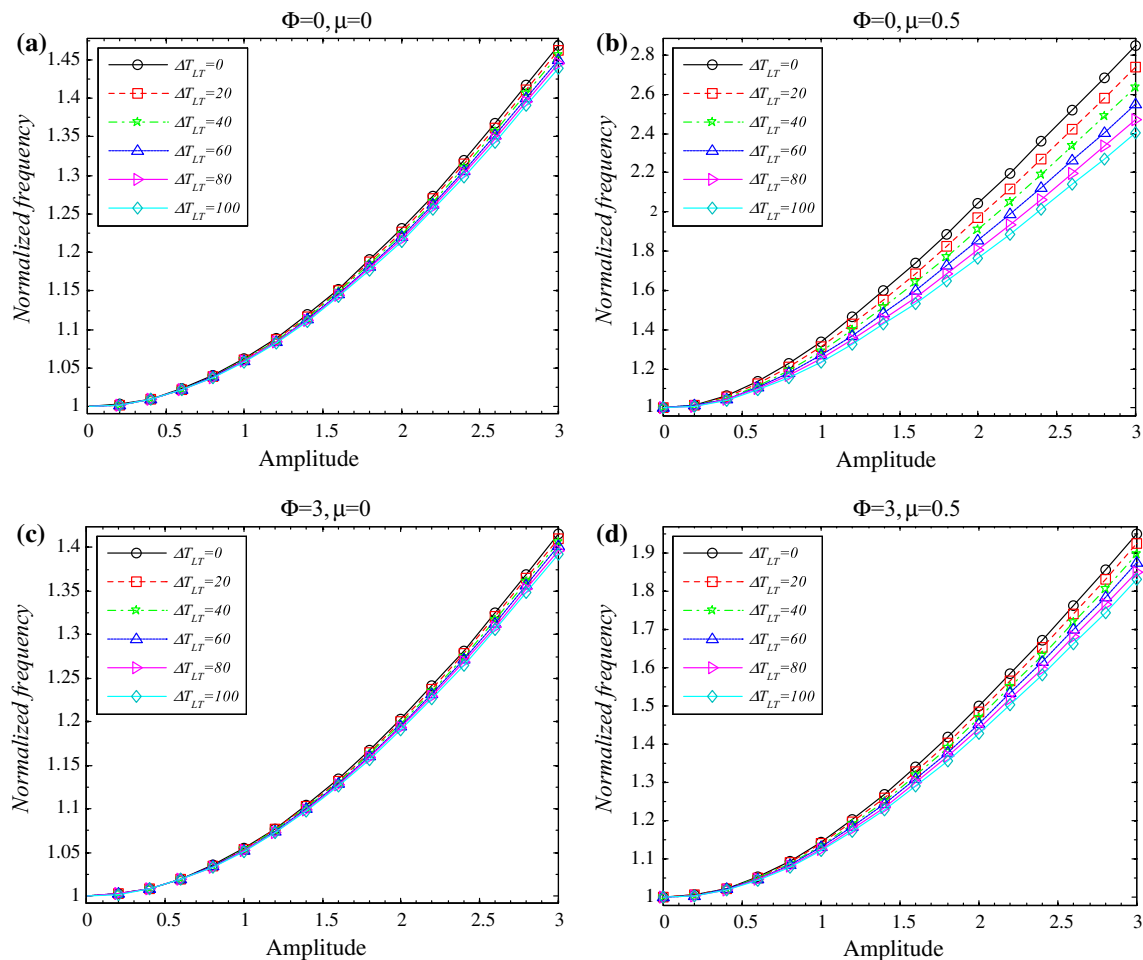 Φ=0, μ=0
(a)
Normalized frequency
1.45
1.4
1.35
1.3
1.25
1.2
1.15
1.1
1.05
1
ΔT_LT=0
ΔT_LT=20
ΔT_LT=40
ΔT_LT=60
ΔT_LT=80
ΔT_LT=100
0 0.5 1 1.5 2 2.5 3
Amplitude
Φ=0, μ=0.5
(b)
Normalized frequency
2.8
2.6
2.4
2.2
2
1.8
1.6
1.4
1.2
1
ΔT_LT=0
ΔT_LT=20
ΔT_LT=40
ΔT_LT=60
ΔT_LT=80
ΔT_LT=100
0 0.5 1 1.5 2 2.5 3
Amplitude
Φ=3, μ=0
(c)
Normalized frequency
1.4
1.35
1.3
1.25
1.2
1.15
1.1
1.05
1
ΔT_LT=0
ΔT_LT=20
ΔT_LT=40
ΔT_LT=60
ΔT_LT=80
ΔT_LT=100
0 0.5 1 1.5 2 2.5 3
Amplitude
Φ=3, μ=0.5
(d)
Normalized frequency
1.9
1.8
1.7
1.6
1.5
1.4
1.3
1.2
1.1
1
ΔT_LT=0
ΔT_LT=20
ΔT_LT=40
ΔT_LT=60
ΔT_LT=80
ΔT_LT=100
0 0.5 1 1.5 2 2.5 3
Amplitude